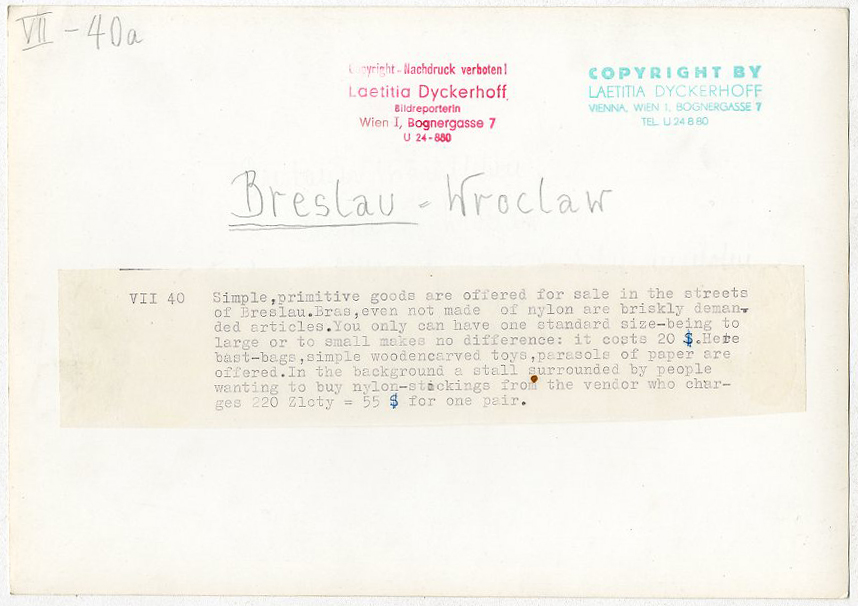 VII - 40a
Copyright - Nachdruck verboten!
Laetitia Dyckerhoff,
Bildreporterin
Wien I, Bognergasse 7
U 24-880
COPYRIGHT BY
LAETITIA DYCKERHOFF
VIENNA, WIEN I, BOGNERGASSE 7
TEL. U 24 8 80
Breslau - Wroclaw
VII 40 Simple,primitive goods are offered for sale in the streets
of Breslau.Bras,even not made of nylon are briskly deman-
ded articles.You only can have one standard size-being to
large or to small makes no difference: it costs 20 $.Here
bast-bags,simple woodencarved toys,parasols of paper are
offered.In the background a stall surrounded by people
wanting to buy nylon-stockings from the vendor who char-
ges 220 Zloty = 55 $ for one pair.